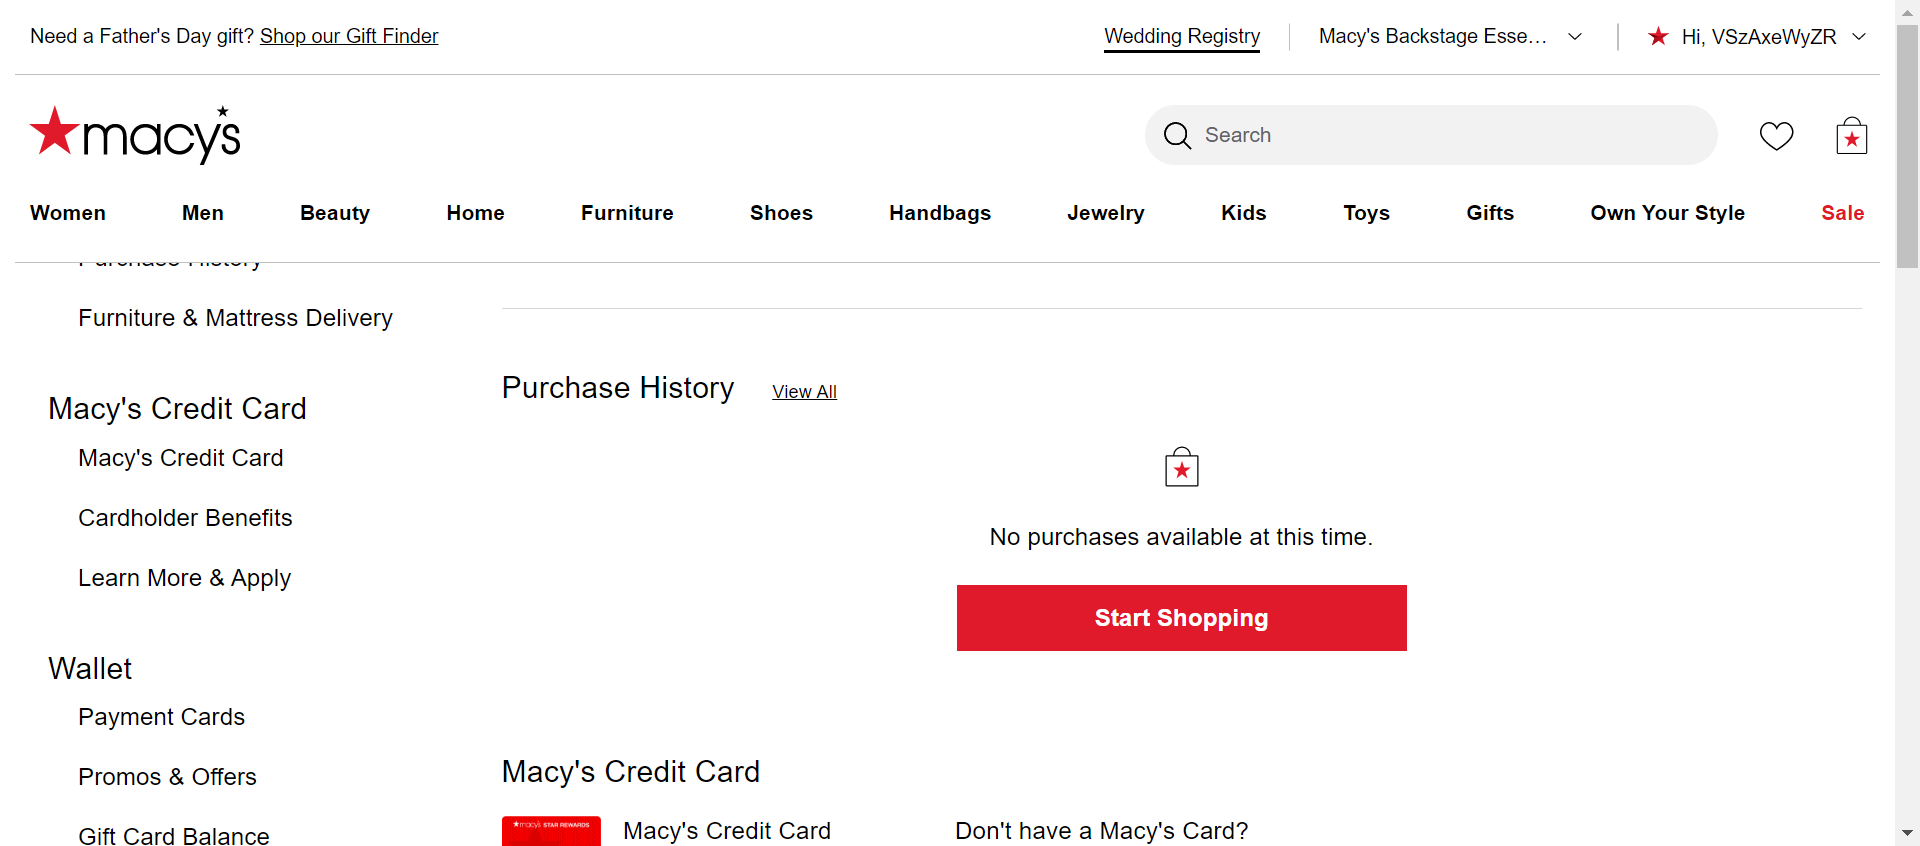 Need a Father's Day gift? Shop our Gift Finder
Wedding Registry
Macy's Backstage Esse...
Hi, VSzAxeWyZR
macy's
Search
Women Men Beauty Home Furniture Shoes Handbags Jewelry Kids Toys Gifts Own Your Style Sale
Purchase History
Furniture & Mattress Delivery
Macy's Credit Card
Macy's Credit Card
Cardholder Benefits
Learn More & Apply
Wallet
Payment Cards
Promos & Offers
Gift Card Balance
Purchase History View All
No purchases available at this time.
Start Shopping
Macy's Credit Card
macy's STAR REWARDS
Macy's Credit Card
Don't have a Macy's Card?